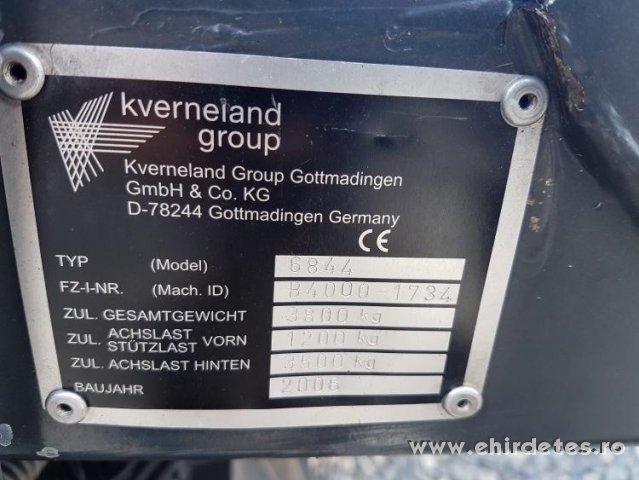 kverneland
group
Kverneland Group Gottmadingen
GmbH & Co. KG
D-78244 Gottmadingen Germany
CE
TYP (Model) 6844
FZ-I-NR. (Mach. ID) B4000-1734
ZUL. GESAMTGEWICHT 3800 kg
ZUL. ACHSLAST
STÜTZLAST VORN 1200 kg
ZUL. ACHSLAST HINTEN 3500 kg
BAUJAHR 2006
www.ehirdetes.ro